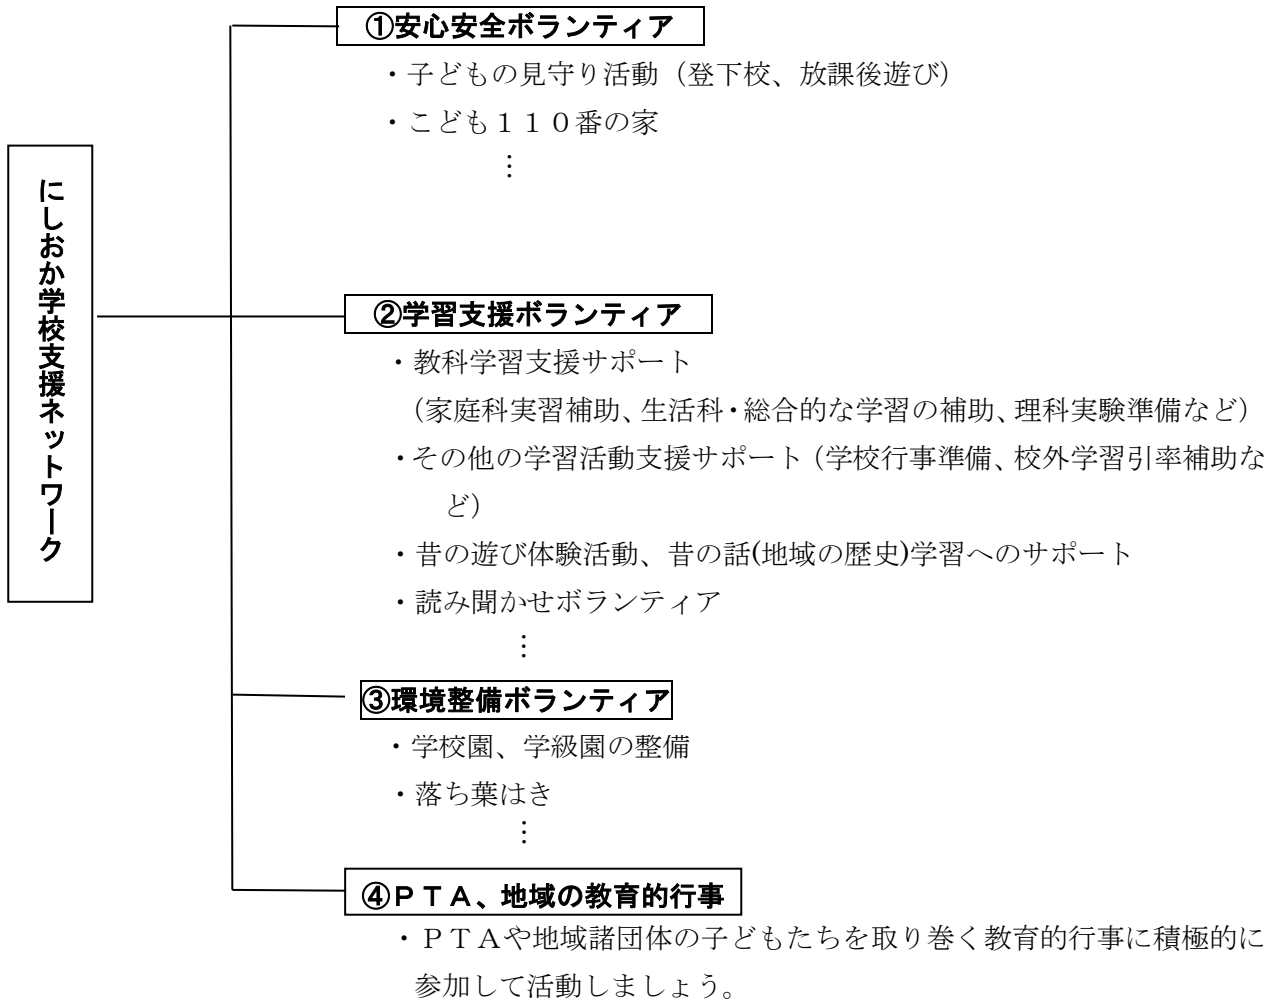 にしおか学校支援ネットワーク
①安心安全ボランティア
・子どもの見守り活動（登下校、放課後遊び）
・こども１１０番の家
⋮
②学習支援ボランティア
・教科学習支援サポート
（家庭科実習補助、生活科・総合的な学習の補助、理科実験準備など）
・その他の学習活動支援サポート（学校行事準備、校外学習引率補助な
ど）
・昔の遊び体験活動、昔の話(地域の歴史)学習へのサポート
・読み聞かせボランティア
⋮
③環境整備ボランティア
・学校園、学級園の整備
・落ち葉はき
⋮
④ＰＴＡ、地域の教育的行事
・ＰＴＡや地域諸団体の子どもたちを取り巻く教育的行事に積極的に
参加して活動しましょう。